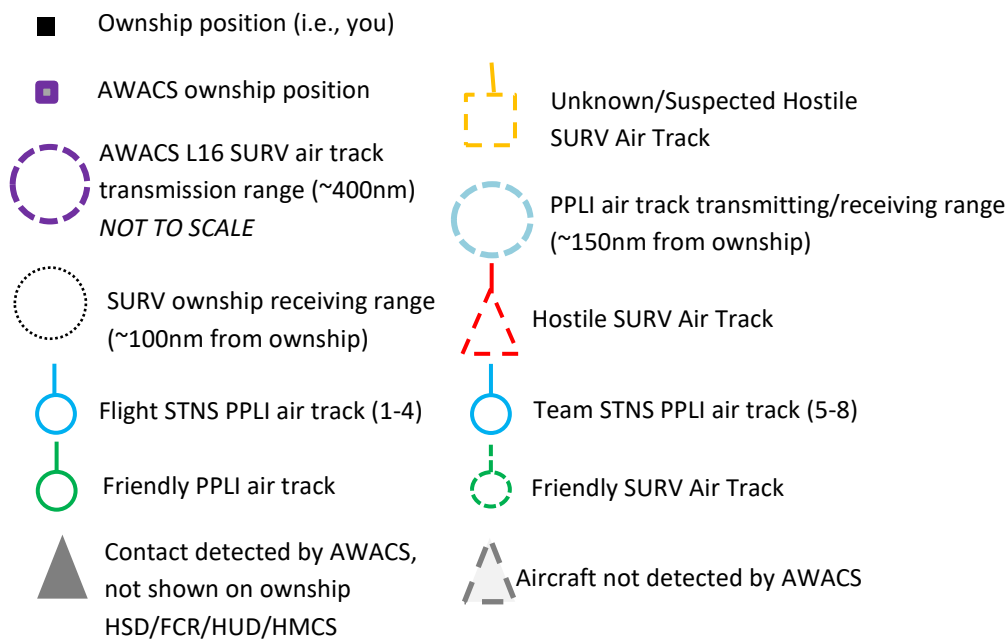 Ownship position (i.e., you)
AWACS ownship position
AWACS L16 SURV air track
transmission range (~400nm)
NOT TO SCALE
SURV ownship receiving range
(~100nm from ownship)
Flight STNS PPLI air track (1-4)
Friendly PPLI air track
Contact detected by AWACS,
not shown on ownship
HSD/FCR/HUD/HMCS
Unknown/Suspected Hostile
SURV Air Track
PPLI air track transmitting/receiving range
(~150nm from ownship)
Hostile SURV Air Track
Team STNS PPLI air track (5-8)
Friendly SURV Air Track
Aircraft not detected by AWACS